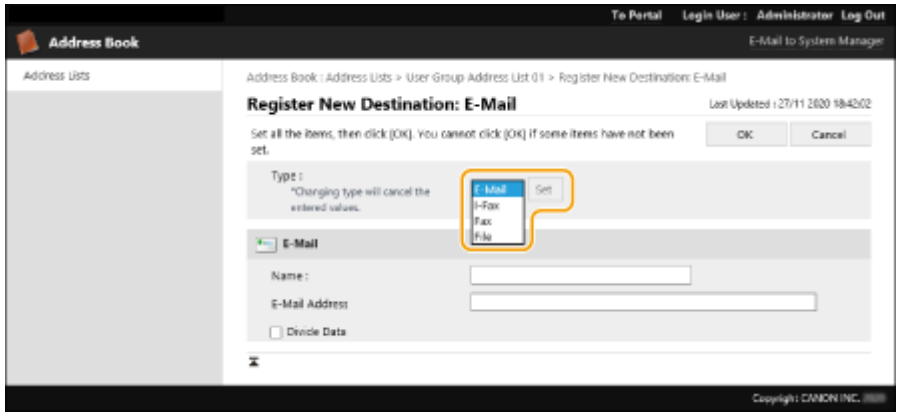 To Portal Login User : Administrator Log Out
Address Book
E-Mail to System Manager
Address Lists
Address Book : Address Lists > User Group Address List 01 > Register New Destination: E-Mail
Register New Destination: E-Mail
Last Updated : 27/11 2020 18:42:02
Set all the items, then click [OK]. You cannot click [OK] if some items have not been
set.
OK
Cancel
Type :
*Changing type will cancel the
entered values.
E-Mail
Set
I-Fax
Fax
File
E-Mail
Name :
E-Mail Address
Divide Data
Copyright CANON INC.